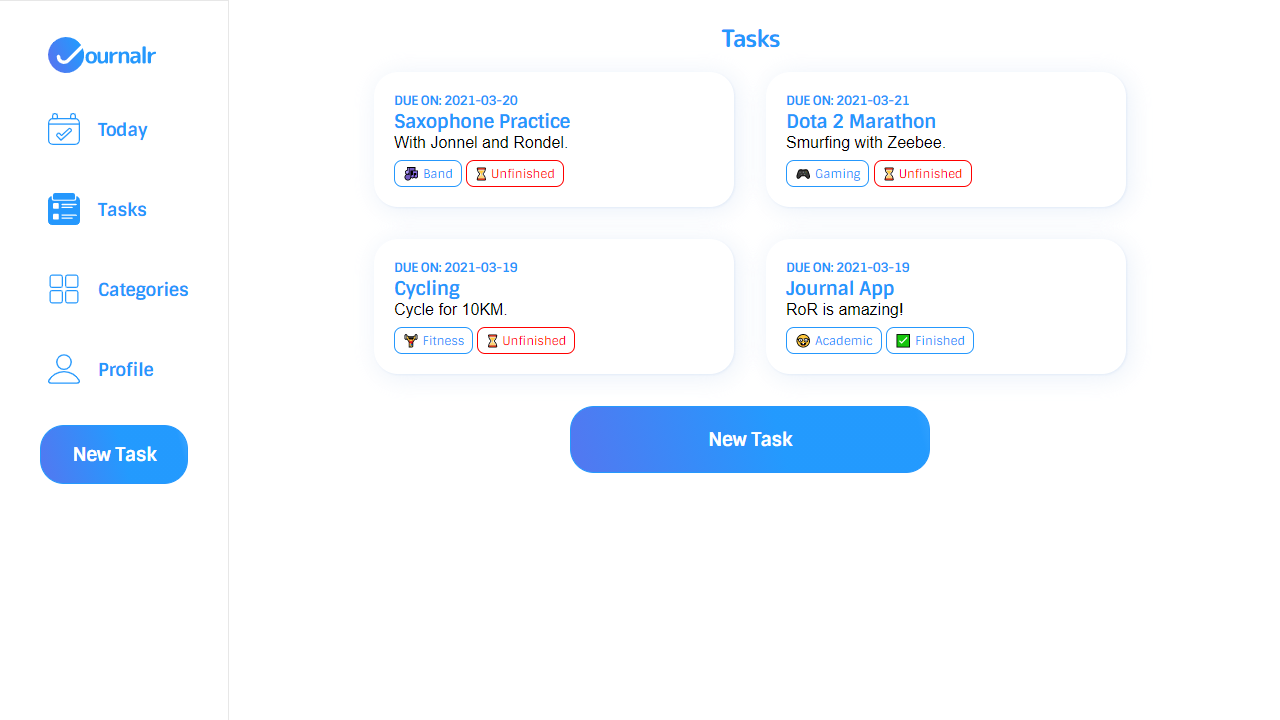 ournalr
Today
Tasks
Categories
Profile
New Task
Tasks
DUE ON: 2021-03-20
Saxophone Practice
With Jonnel and Rondel.
Band
Unfinished
DUE ON: 2021-03-21
Dota 2 Marathon
Smurfing with Zeebee.
Gaming
Unfinished
DUE ON: 2021-03-19
Cycling
Cycle for 10KM.
Fitness
Unfinished
DUE ON: 2021-03-19
Journal App
RoR is amazing!
Academic
Finished
New Task